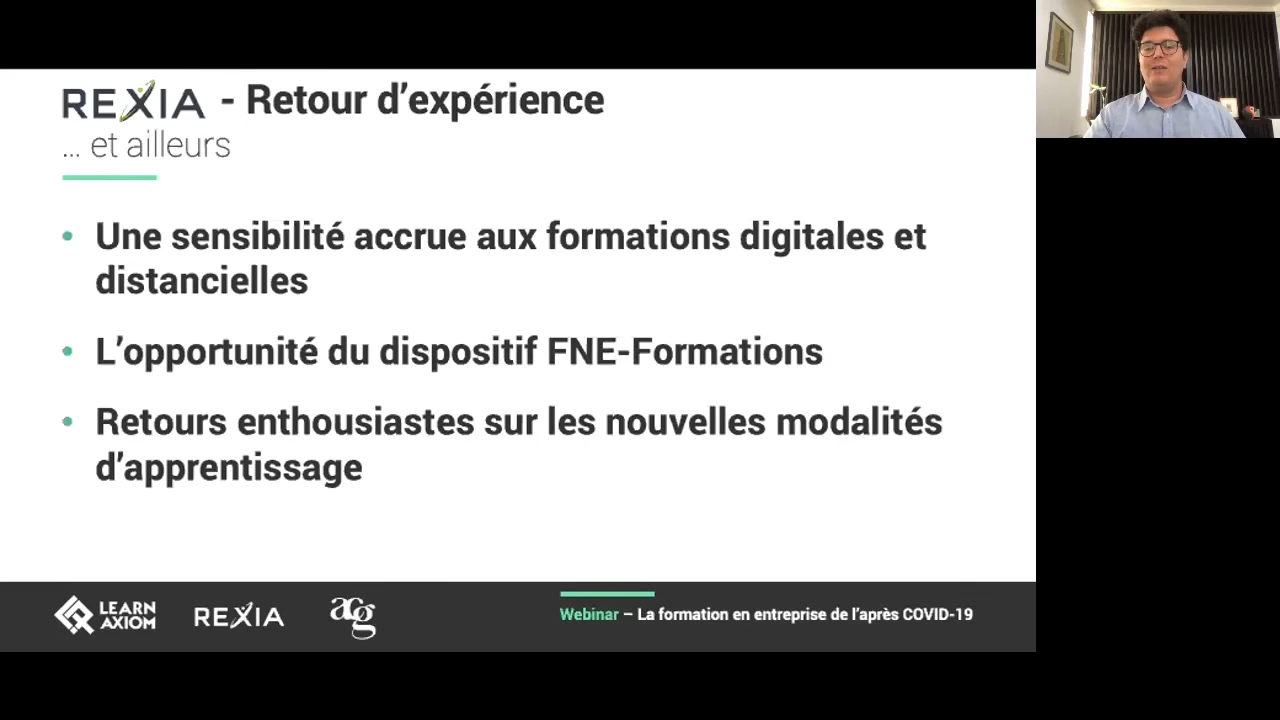 REXIA - Retour d’expérience
... et ailleurs
• Une sensibilité accrue aux formations digitales et
distancielles
• L’opportunité du dispositif FNE-Formations
• Retours enthousiastes sur les nouvelles modalités
d’apprentissage
LEARN
AXIOM
REXIA
acg
Webinar – La formation en entreprise de l’après COVID-19